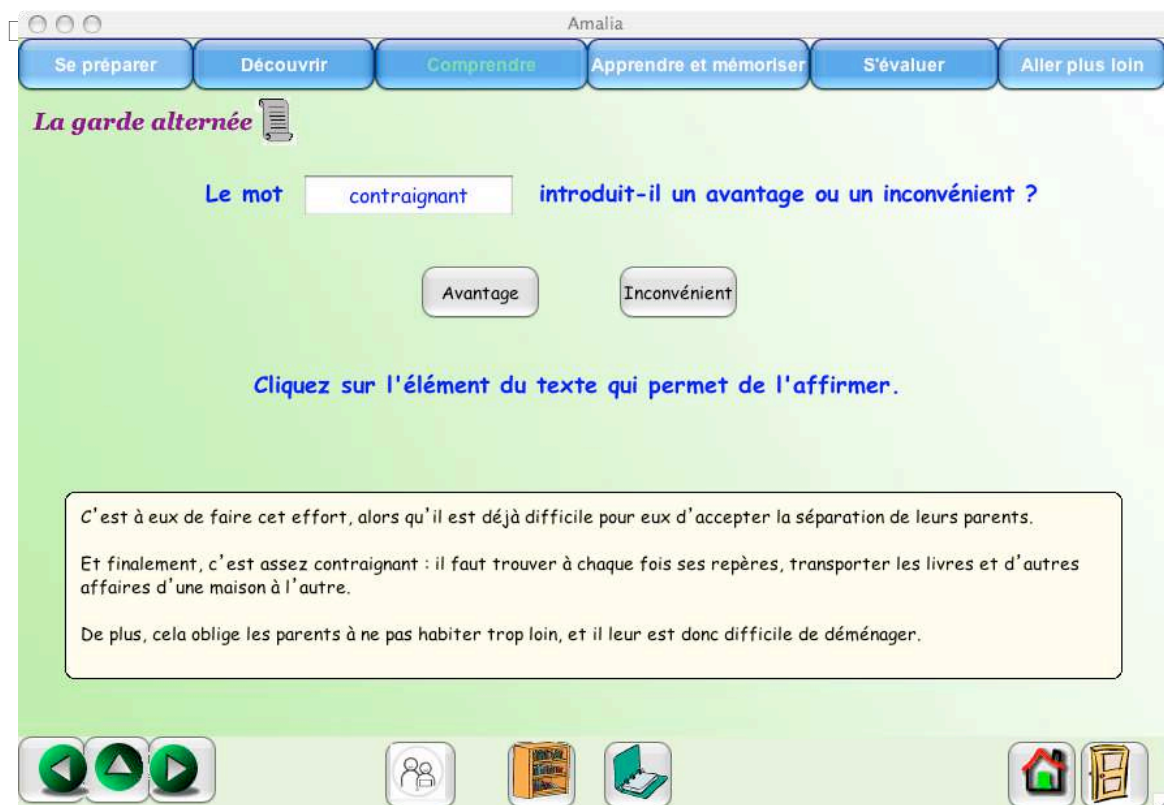 Amalia
Se préparer
Découvrir
Comprendre
Apprendre et mémoriser
S'évaluer
Aller plus loin
La garde alternée
Le mot contraignant introduit-il un avantage ou un inconvénient ?
Avantage
Inconvénient
Cliquez sur l'élément du texte qui permet de l'affirmer.
C'est à eux de faire cet effort, alors qu'il est déjà difficile pour eux d'accepter la séparation de leurs parents.
Et finalement, c'est assez contraignant : il faut trouver à chaque fois ses repères, transporter les livres et d'autres
affaires d'une maison à l'autre.
De plus, cela oblige les parents à ne pas habiter trop loin, et il leur est donc difficile de déménager.